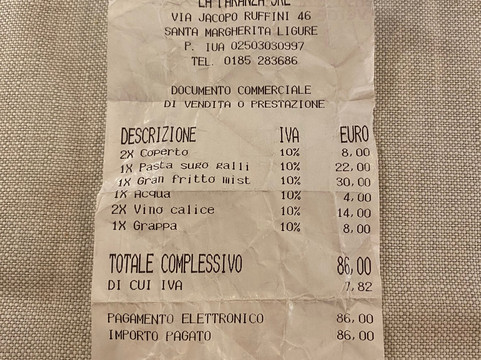 LA PARANZA SRL
VIA JACOPO RUFFINI 46
SANTA MARGHERITA LIGURE
P. IVA 02503030997
TEL. 0185 283686
DOCUMENTO COMMERCIALE
DI VENDITA O PRESTAZIONE
DESCRIZIONE IVA EURO
2X Coperto 10% 8,00
1X Pasta sugo galli 10% 22,00
1X Gran fritto mist 10% 30,00
1X Acqua 10% 4,00
2X Vino calice 10% 14,00
1X Grappa 10% 8,00
TOTALE COMPLESSIVO 86,00
DI CUI IVA 7,82
PAGAMENTO ELETTRONICO 86,00
IMPORTO PAGATO 86,00